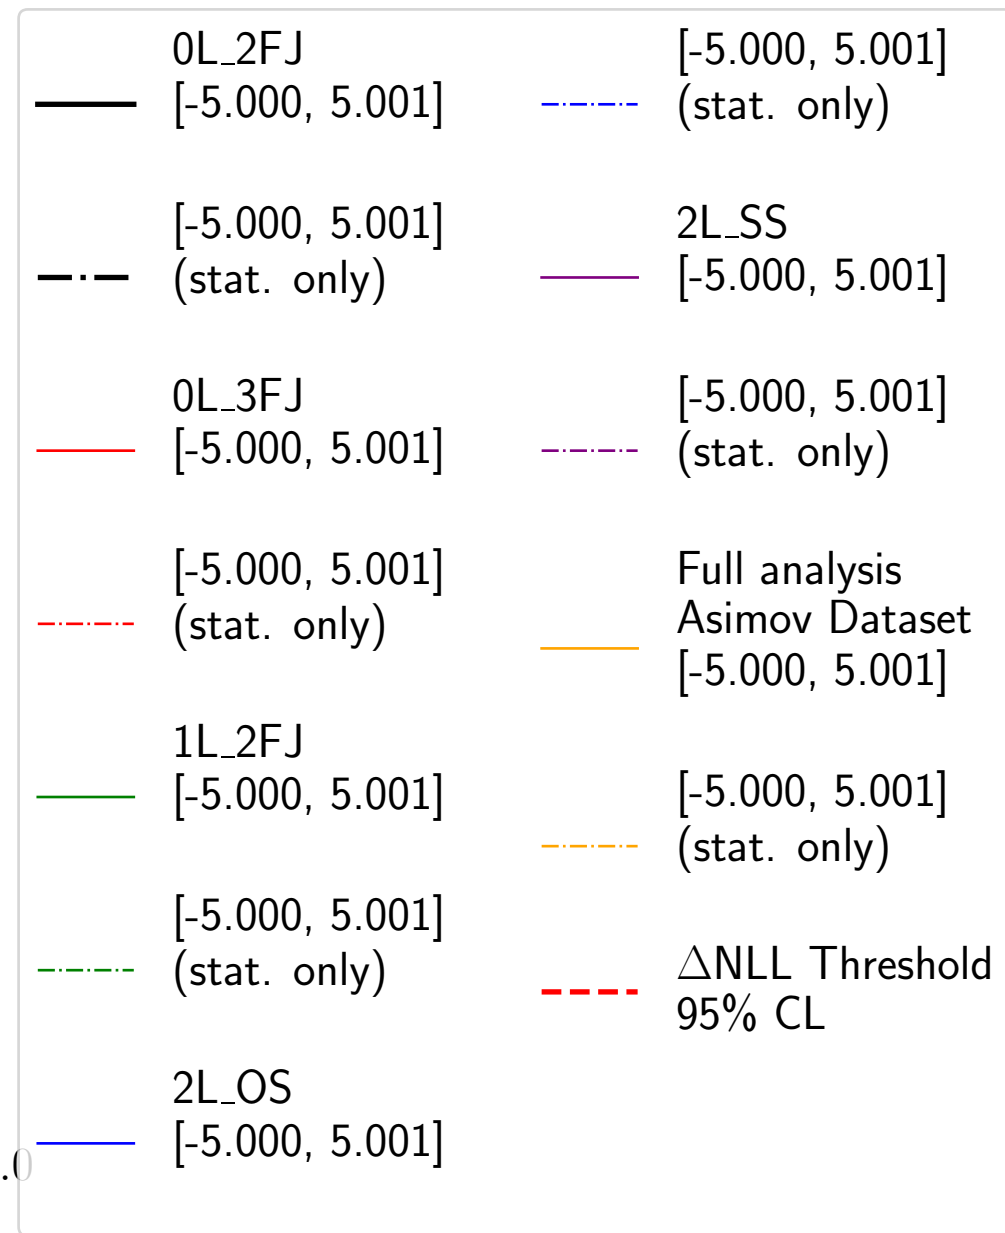 0L_2FJ
[-5.000, 5.001]
[-5.000, 5.001]
(stat. only)
0L_3FJ
[-5.000, 5.001]
[-5.000, 5.001]
(stat. only)
1L_2FJ
[-5.000, 5.001]
[-5.000, 5.001]
(stat. only)
2L_OS
[-5.000, 5.001]
.0
[-5.000, 5.001]
(stat. only)
2L_SS
[-5.000, 5.001]
[-5.000, 5.001]
(stat. only)
Full analysis
Asimov Dataset
[-5.000, 5.001]
[-5.000, 5.001]
(stat. only)
ΔNLL Threshold
95% CL